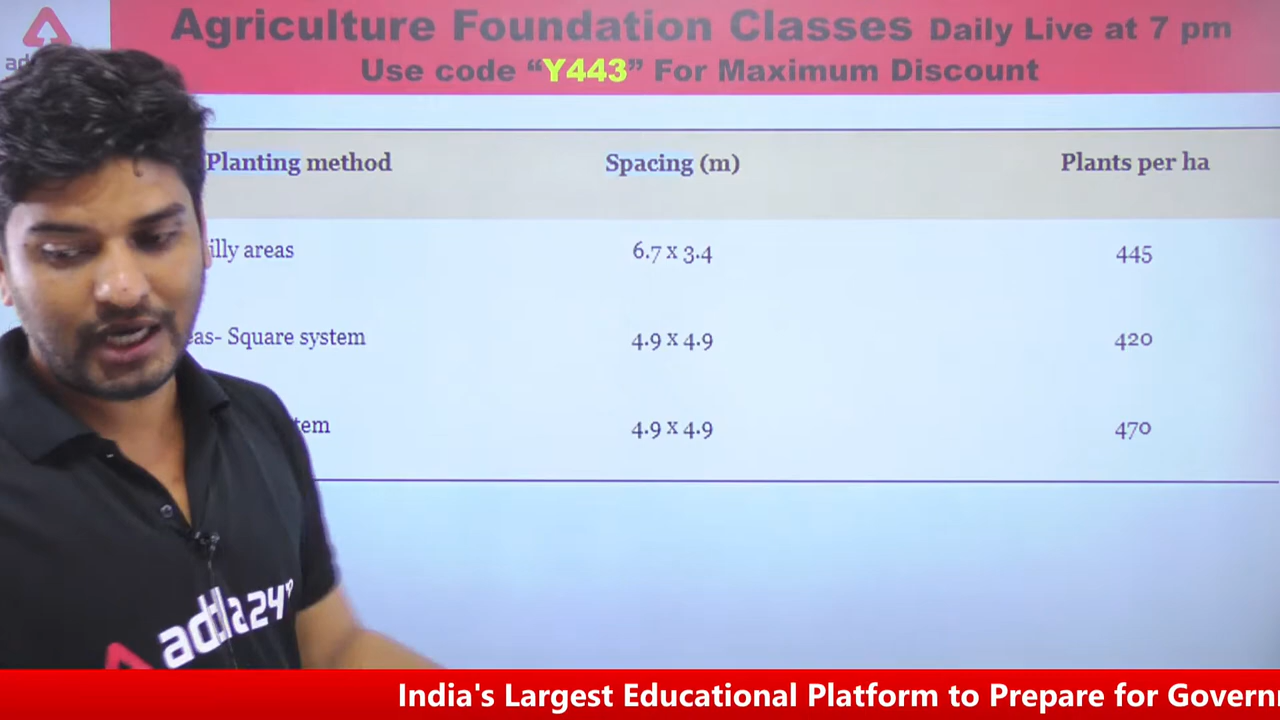 Agriculture Foundation Classes Daily Live at 7 pm
Use code “Y443” For Maximum Discount
Planting method Spacing (m) Plants per ha
illy areas 6.7 x 3.4 445
eas- Square system 4.9 x 4.9 420
tem 4.9 x 4.9 470
adda247
India's Largest Educational Platform to Prepare for Governm